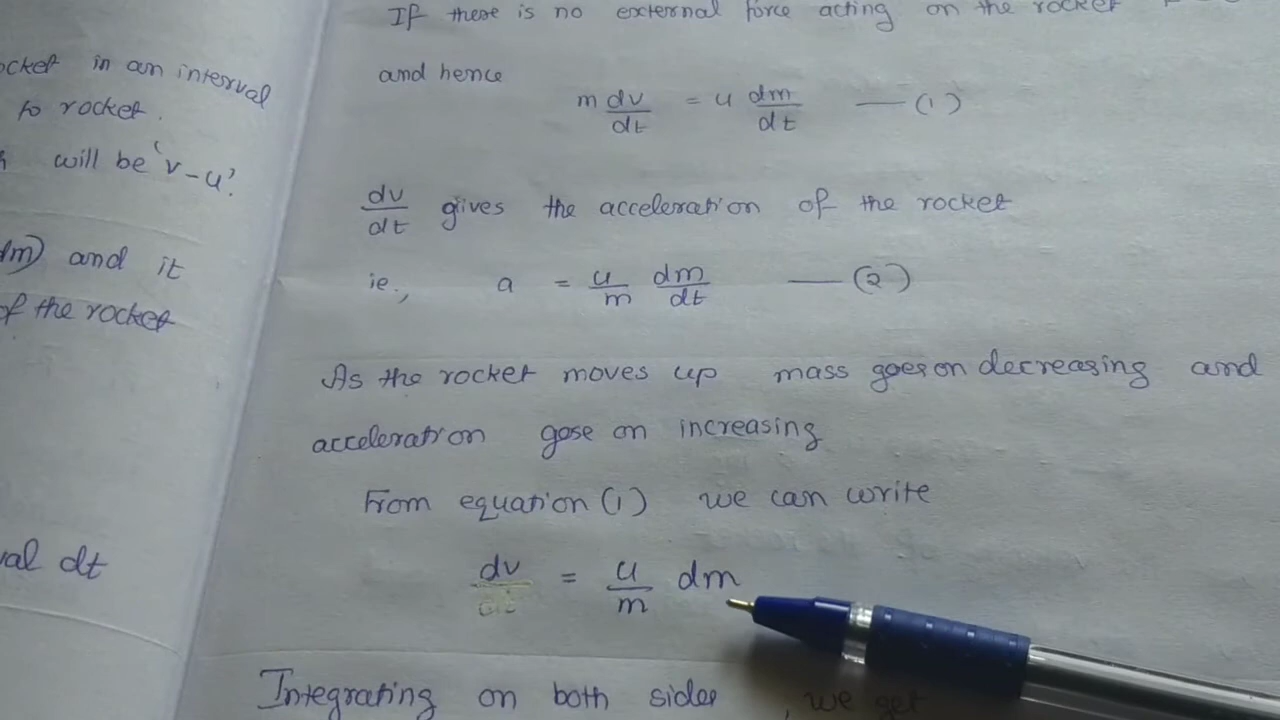 ocket in an interval
to rocket.
will be 'v-u'.
dm) and it
of the rocket
val dt
If there is no external force acting on the rocket
and hence
m dv/dt = u dm/dt — (1)
dv/dt gives the acceleration of the rocket
ie., a = u/m dm/dt — (2)
As the rocket moves up mass goes on decreasing and
acceleration gose on increasing
From equation (1) we can write
dv = u/m dm
Integrating on both sides, we get